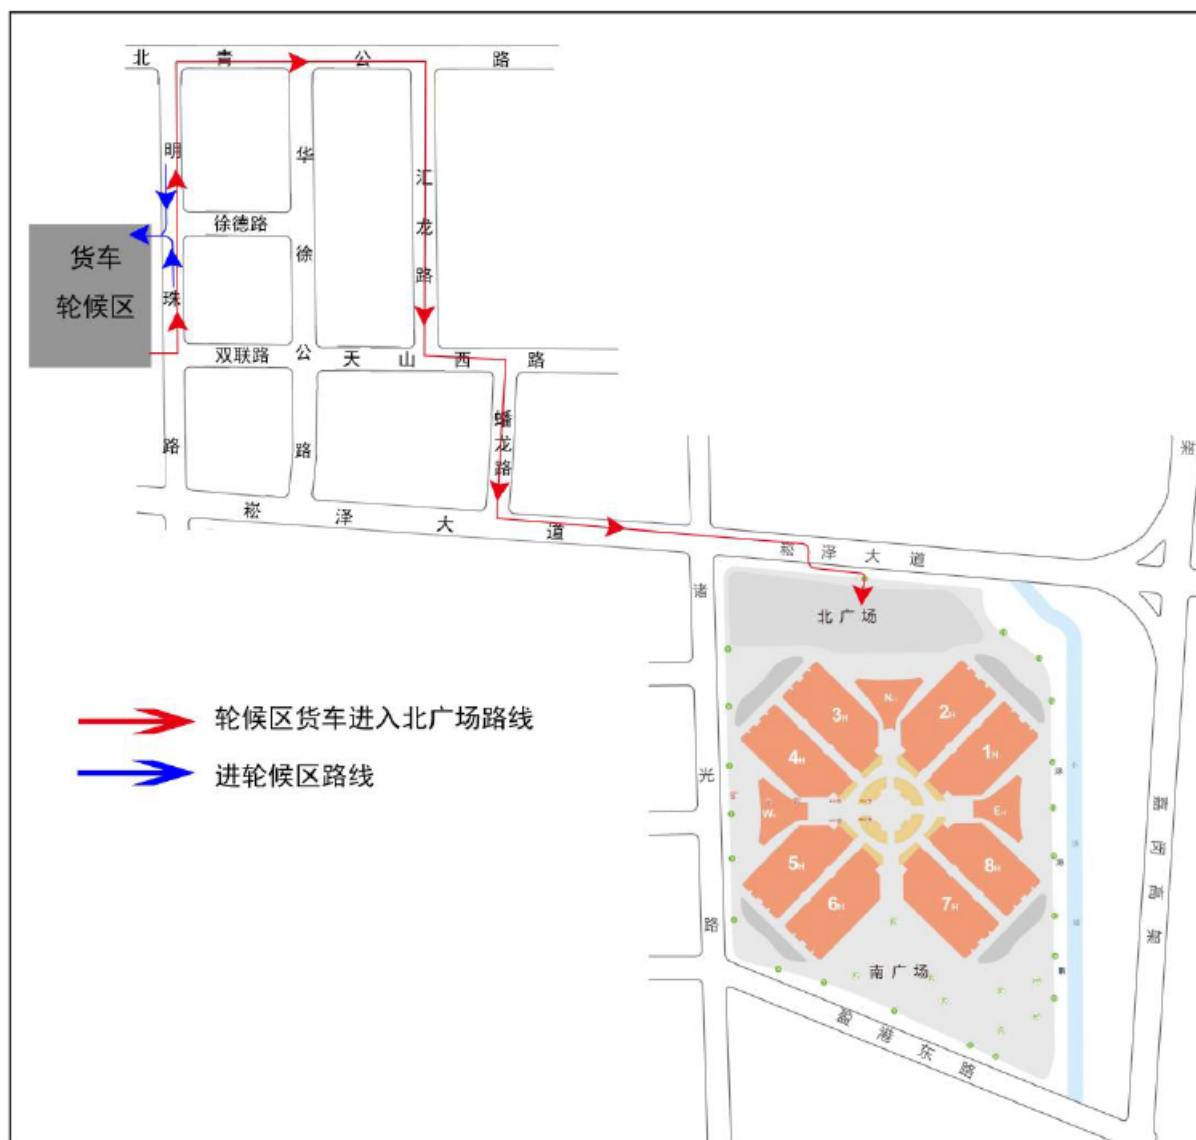 北青公路
明珠路
华徐公路
汇龙路
徐德路
货车
轮候区
双联路
天山西路
蟠龙路
崧泽大道
崧泽大道
诸光路
北广场
N
3H
2H
4H
1H
W
E
5H
8H
6H
7H
嘉闵高架
南广场
盈港东路
轮候区货车进入北广场路线
进轮候区路线